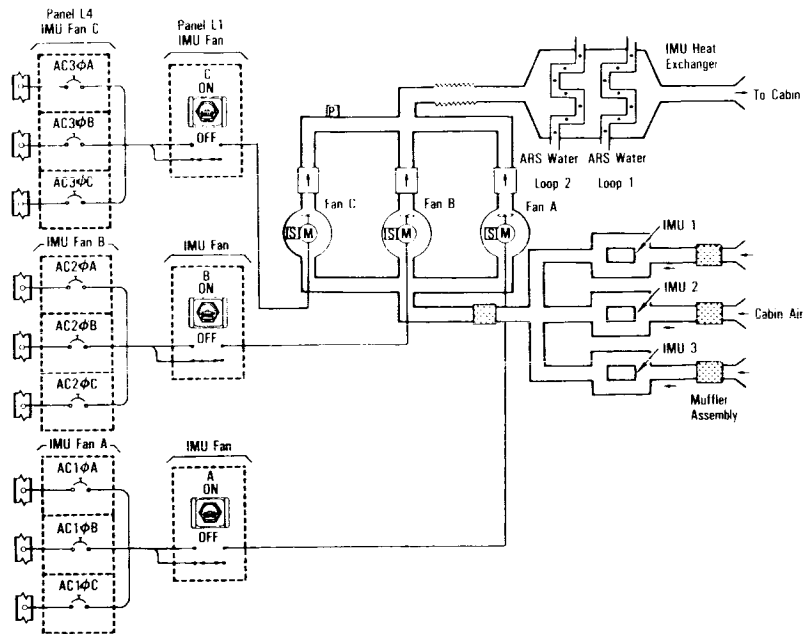 Panel L4
IMU Fan C
AC3ϕA
AC3ϕB
AC3ϕC
Panel L1
IMU Fan
C
ON
OFF
IMU Fan B
AC2ϕA
AC2ϕB
AC2ϕC
IMU Fan
B
ON
OFF
IMU Fan A
AC1ϕA
AC1ϕB
AC1ϕC
IMU Fan
A
ON
OFF
P
Fan C
Fan B
Fan A
S M
S M
S M
IMU Heat
Exchanger
To Cabin
ARS Water
Loop 2
ARS Water
Loop 1
IMU 1
IMU 2
IMU 3
Cabin Air
Muffler
Assembly